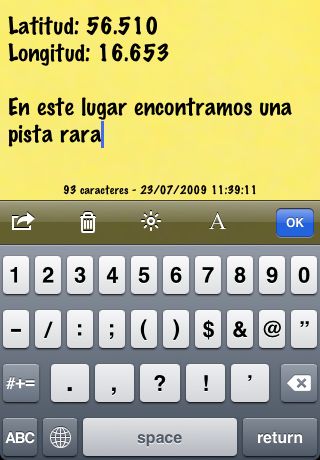 Latitud: 56.510
Longitud: 16.653
En este lugar encontramos una
pista rara
93 caracteres - 23/07/2009 11:39:11
A OK
1 2 3 4 5 6 7 8 9 0
- / : ; ( ) $ & @ "
#+= . , ? ! '
ABC space return